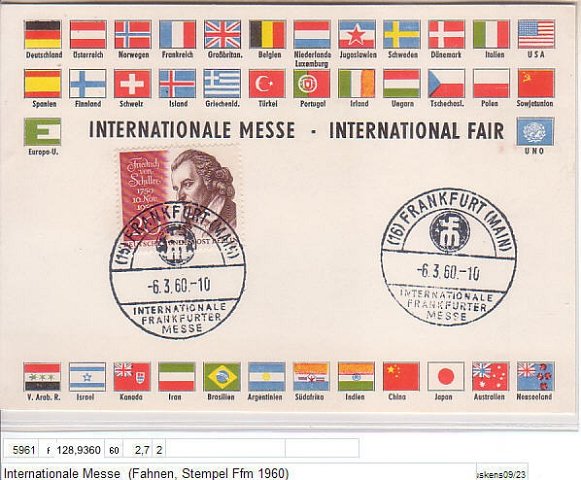 Deutschland Österreich Norwegen Frankreich Großbritan. Belgien Niederlande Luxemburg Jugoslawien Schweden Dänemark Italien USA
Spanien Finnland Schweiz Island Griechenld. Türkei Portugal Irland Ungarn Tschechosl. Polen Sowjetunion
INTERNATIONALE MESSE · INTERNATIONAL FAIR
Europa-U. UNO
Friedrich
von
Schiller
1759
10. Nov.
(16) FRANKFURT (MAIN)
-6.3.60.-10
INTERNATIONALE
FRANKFURTER
MESSE
(16) FRANKFURT (MAIN)
-6.3.60.-10
INTERNATIONALE
FRANKFURTER
MESSE
V. Arab. R. Israel Kanada Iran Brasilien Argentinien Südafrika Indien China Japan Australien Neuseeland
5961 f 128,9360 60 2,7 2
Internationale Messe (Fahnen, Stempel Ffm 1960)
uskens09/23